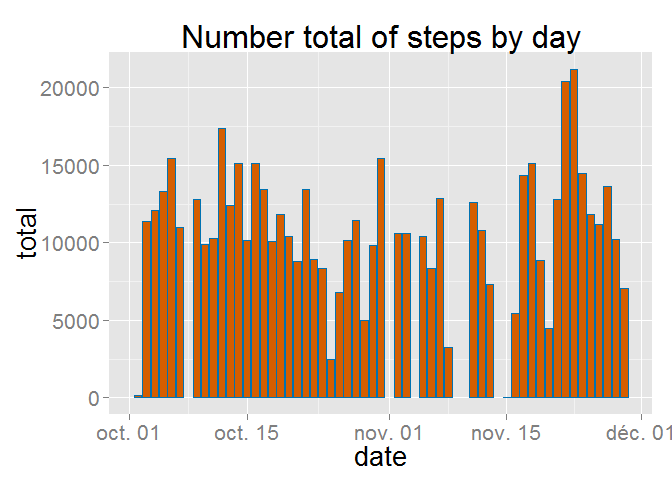 Number total of steps by day
total
20000
15000
10000
5000
0
oct. 01 oct. 15 nov. 01 nov. 15 déc. 01
date